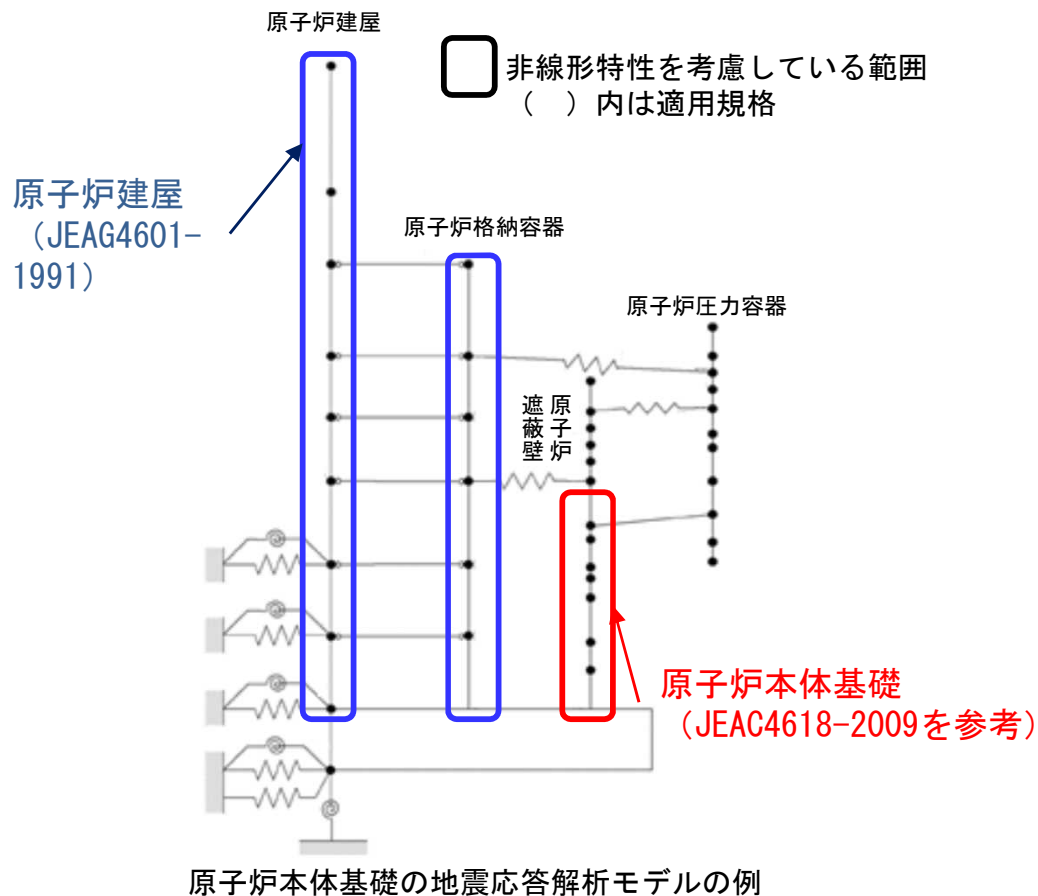 原子炉建屋
非線形特性を考慮している範囲
（　）内は適用規格
原子炉建屋
（JEAG4601-
1991）
原子炉格納容器
原子炉圧力容器
原子炉
遮蔽壁
原子炉本体基礎
（JEAC4618-2009を参考）
原子炉本体基礎の地震応答解析モデルの例